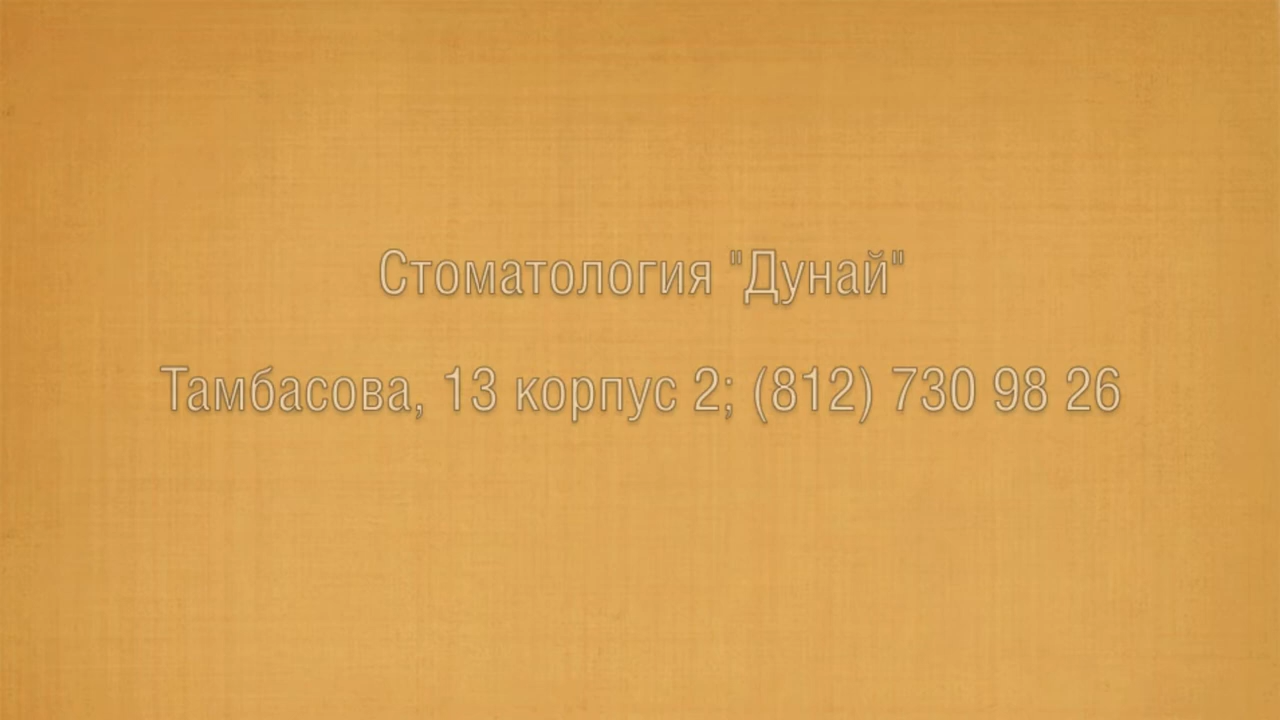 Стоматология "Дунай"
Тамбасова, 13 корпус 2; (812) 730 98 26